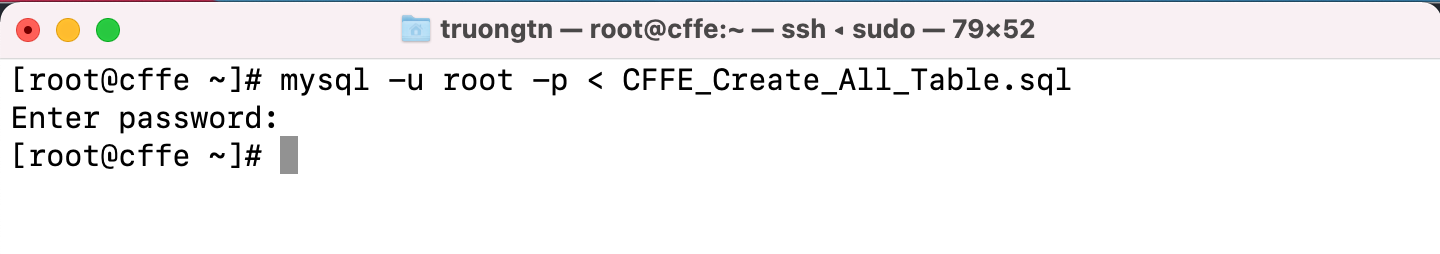 truongtn — root@cffe:~ — ssh ◂ sudo — 79×52
[root@cffe ~]# mysql -u root -p < CFFE_Create_All_Table.sql
Enter password:
[root@cffe ~]#